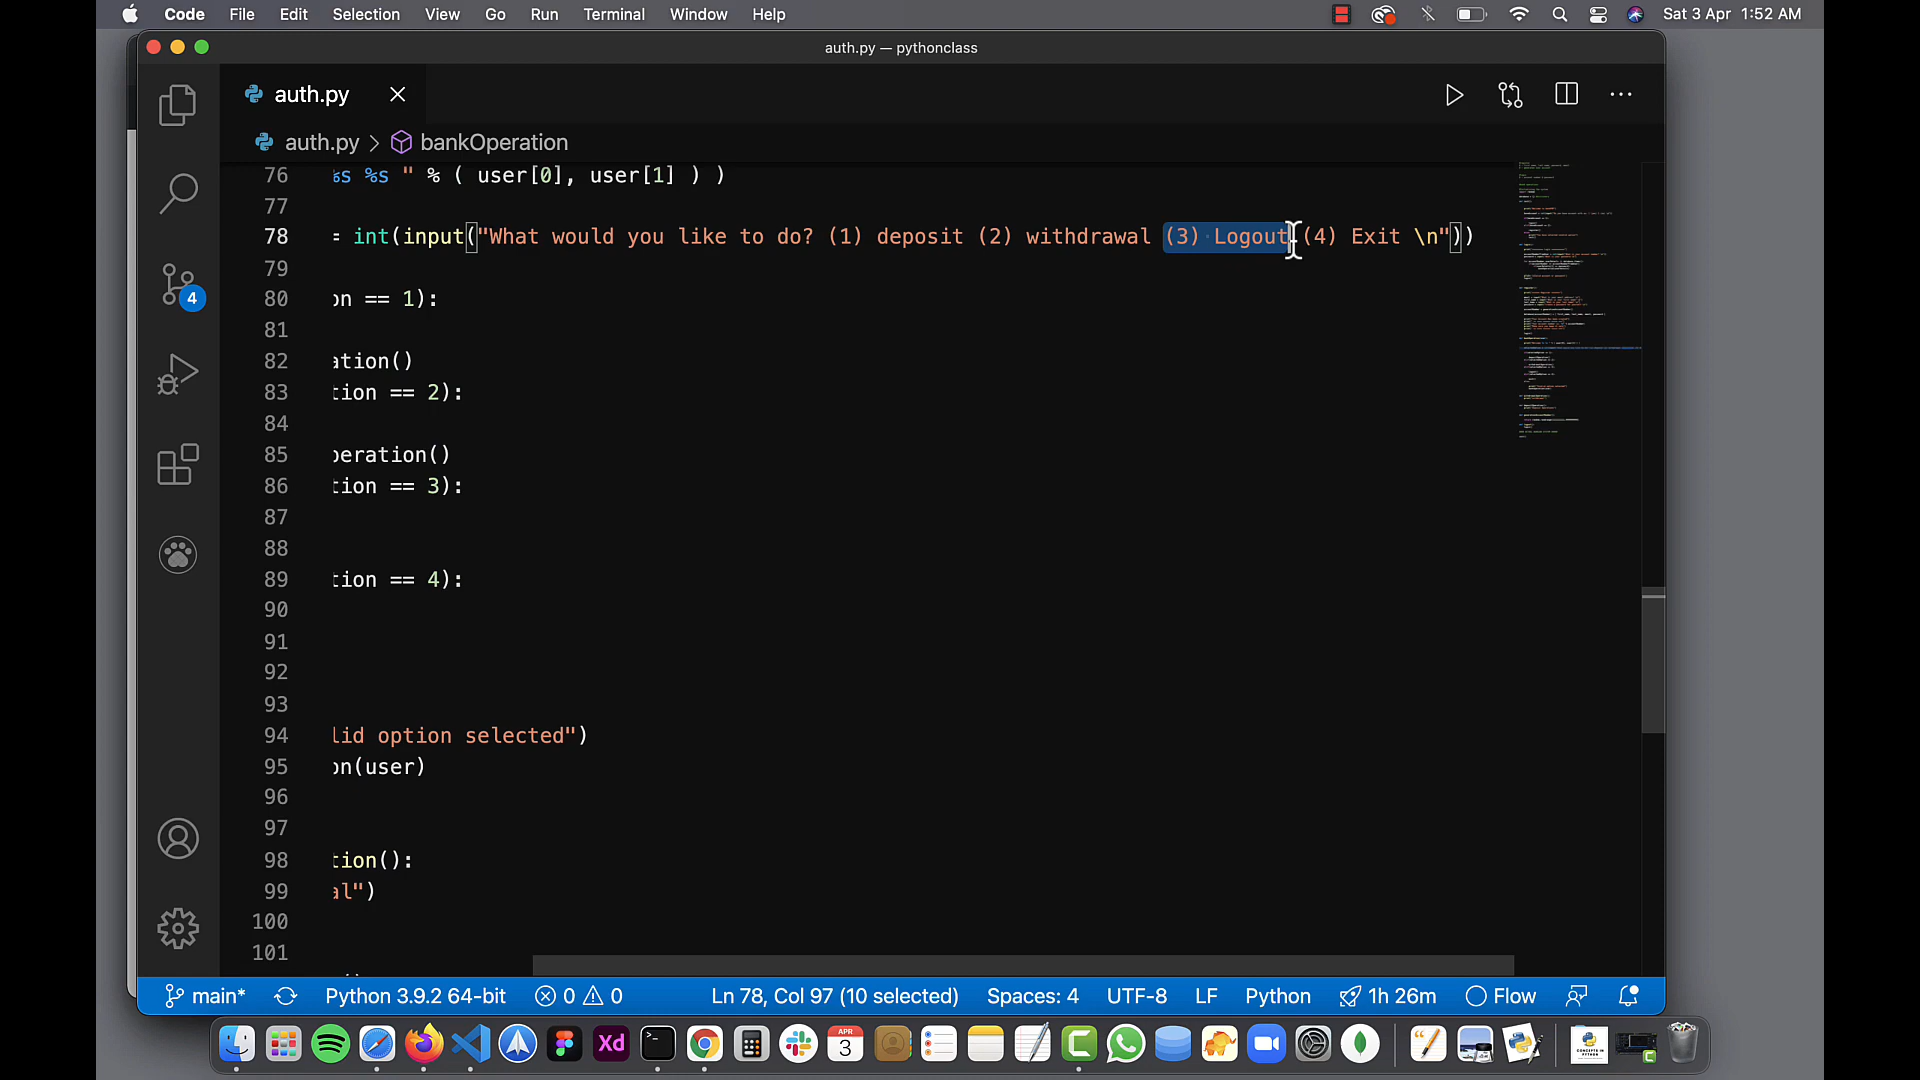 Code File Edit Selection View Go Run Terminal Window Help Sat 3 Apr 1:52 AM
auth.py — pythonclass
auth.py
auth.py > bankOperation
76 %s %s " % ( user[0], user[1] ) )
77
78 = int(input("What would you like to do? (1) deposit (2) withdrawal (3) Logout (4) Exit \n"))
79
80 on == 1):
81
82 ation()
83 tion == 2):
84
85 peration()
86 tion == 3):
87
88
89 tion == 4):
90
91
92
93
94 lid option selected")
95 on(user)
96
97
98 tion():
99 al")
100
101
4
main* Python 3.9.2 64-bit 0 0 Ln 78, Col 97 (10 selected) Spaces: 4 UTF-8 LF Python 1h 26m Flow
Xd
APR
3